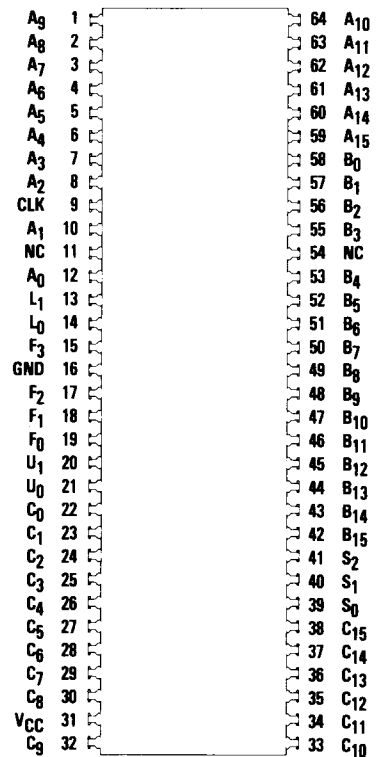 A9 1 64 A10
A8 2 63 A11
A7 3 62 A12
A6 4 61 A13
A5 5 60 A14
A4 6 59 A15
A3 7 58 B0
A2 8 57 B1
CLK 9 56 B2
A1 10 55 B3
NC 11 54 NC
A0 12 53 B4
L1 13 52 B5
L0 14 51 B6
F3 15 50 B7
GND 16 49 B8
F2 17 48 B9
F1 18 47 B10
F0 19 46 B11
U1 20 45 B12
U0 21 44 B13
C0 22 43 B14
C1 23 42 B15
C2 24 41 S2
C3 25 40 S1
C4 26 39 S0
C5 27 38 C15
C6 28 37 C14
C7 29 36 C13
C8 30 35 C12
VCC 31 34 C11
C9 32 33 C10